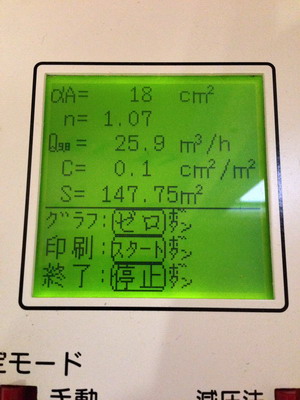 αA= 18 cm²
n= 1.07
Q9.8= 25.9 m³/h
C= 0.1 cm²/m²
S= 147.75m²
グラフ:ゼロボタン
印刷:スタートボタン
終了:停止ボタン
定モード
手動 減圧法